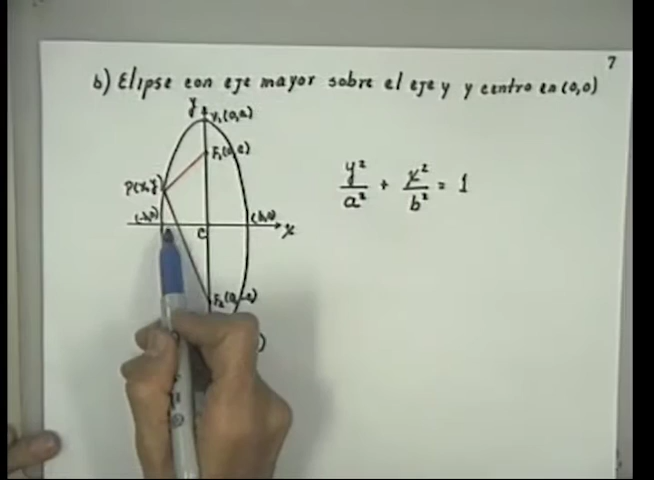 7
b) Elipse con eje mayor sobre el eje y y centro en (0,0)
y
V₁(0,a)
F₁(0,c)
P(x,y)
(-b,0)
(b,0)
C
x
F₂(0,-c)
)
y²/a² + x²/b² = 1